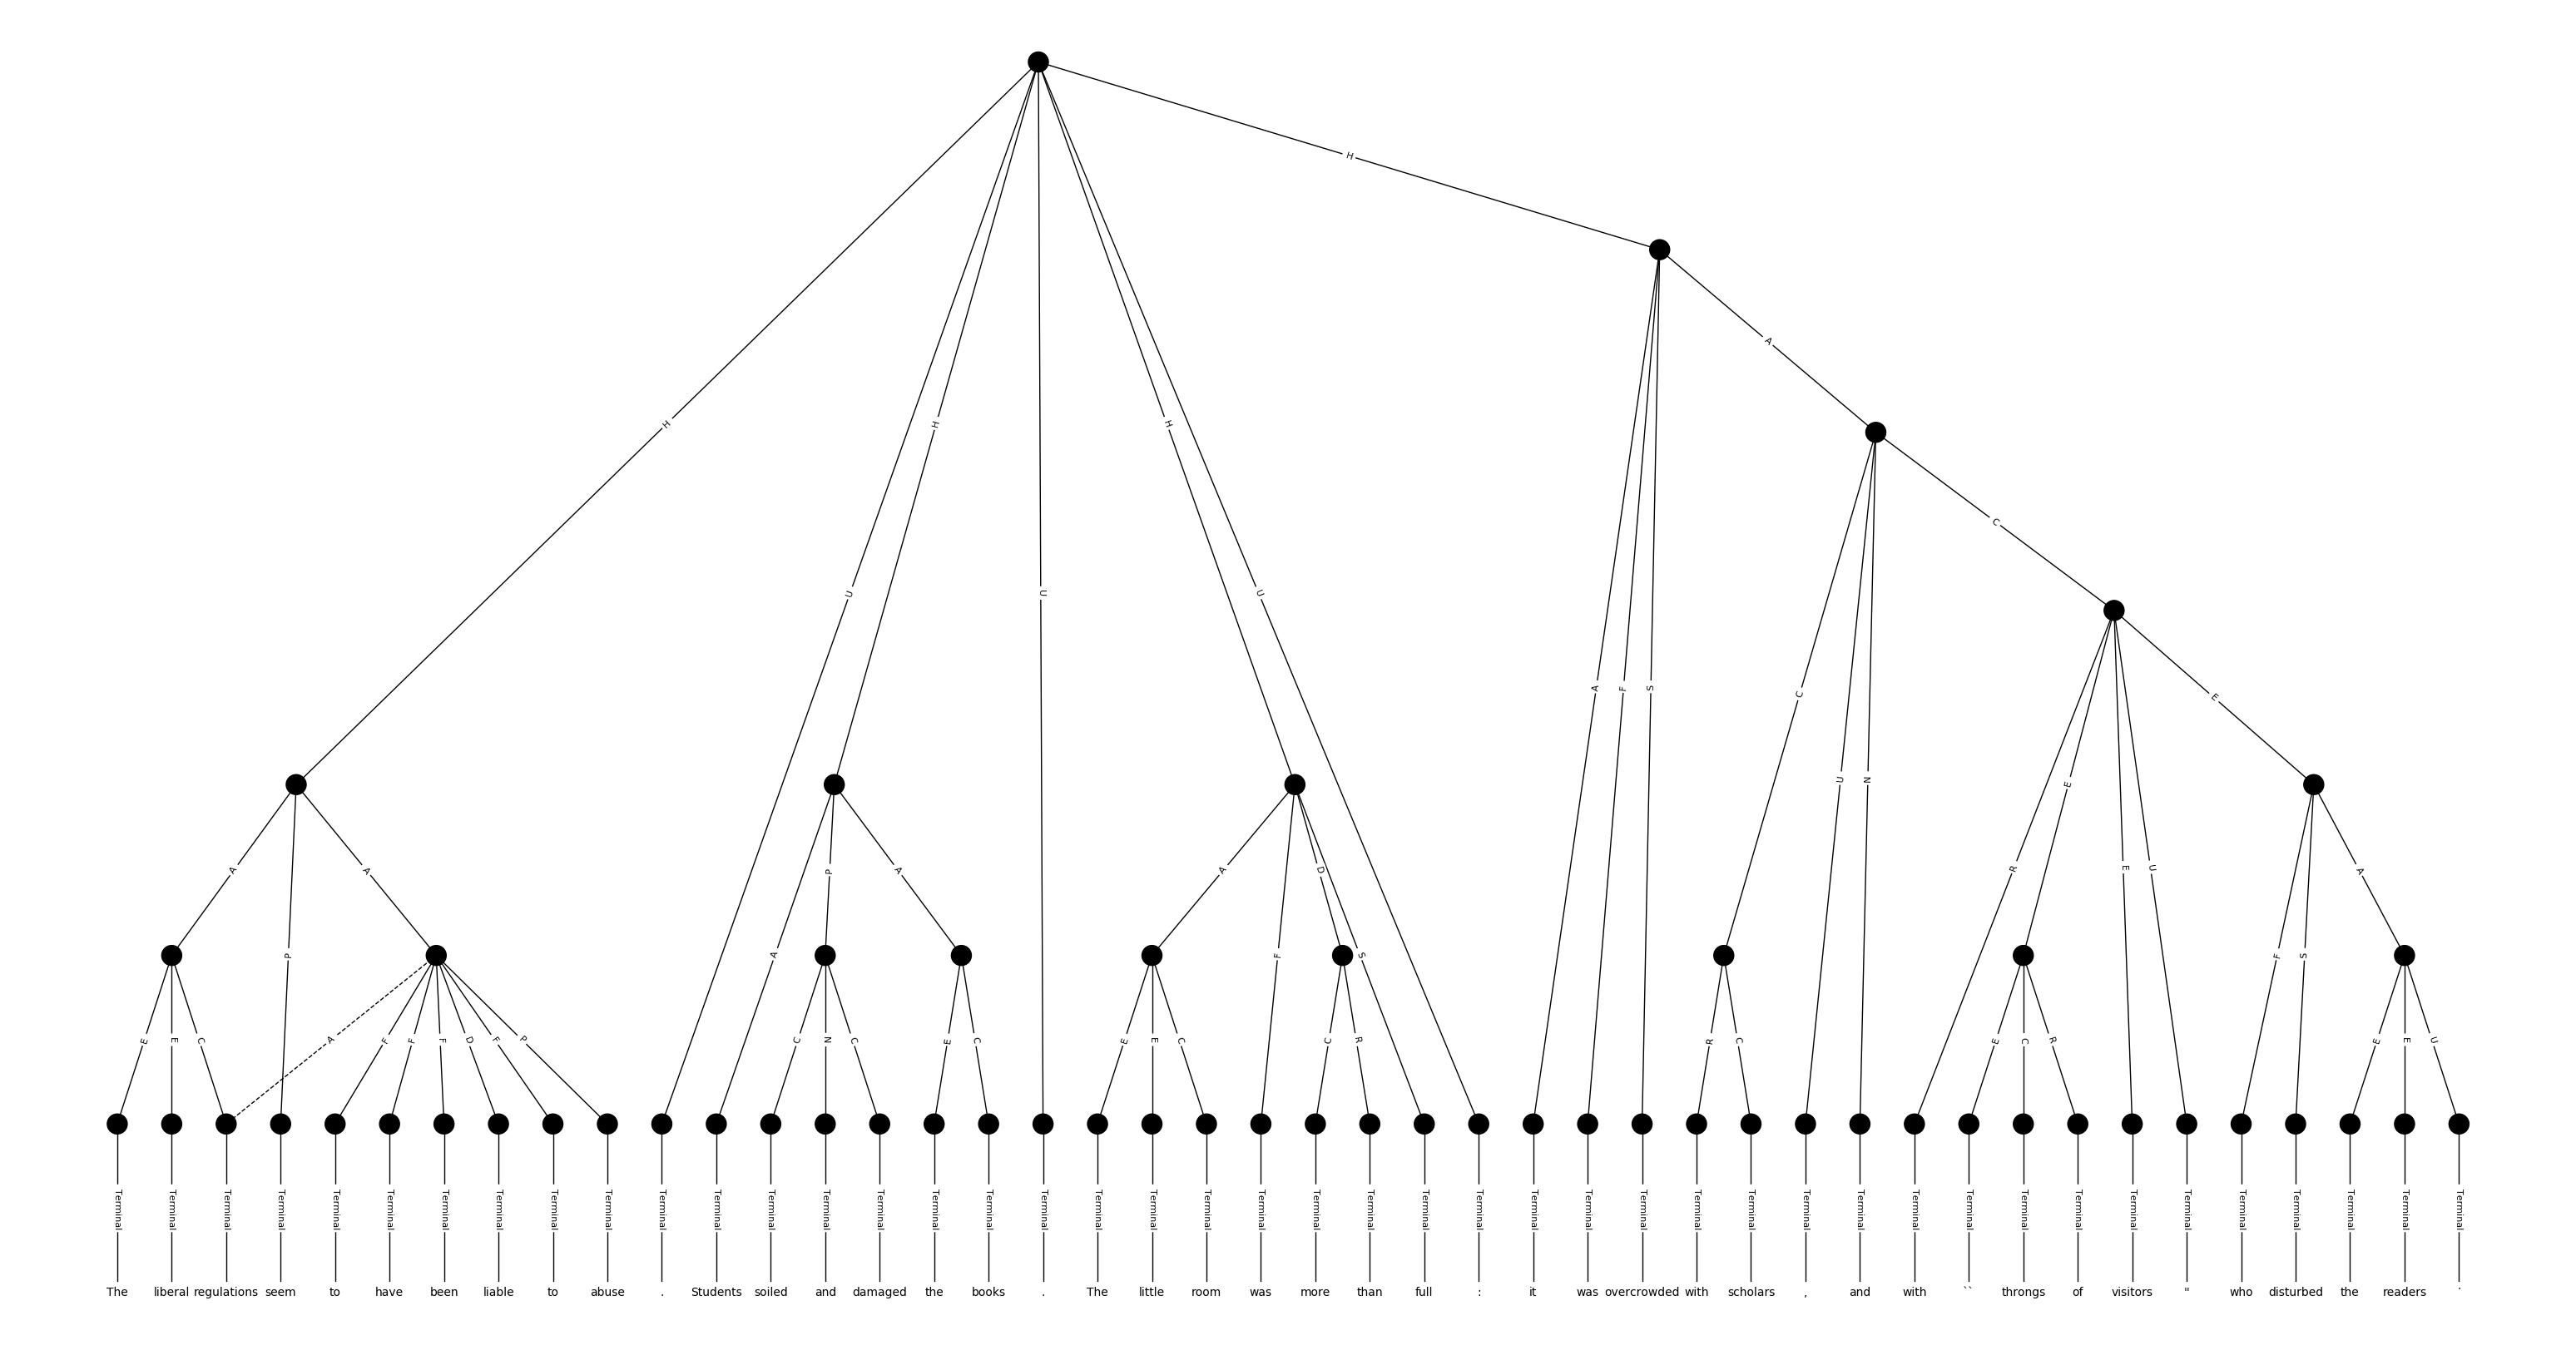 H
A
C
H H H
U U U
A F S
C
E
U N
A P A
A P A
A F D S
R E E U
F S A
E E C
A F F F D F P
C N C
E C
E E C
C R
R C
E C R
E E U
Terminal Terminal Terminal Terminal Terminal Terminal Terminal Terminal Terminal Terminal Terminal Terminal Terminal Terminal Terminal Terminal Terminal Terminal Terminal Terminal Terminal Terminal Terminal Terminal Terminal Terminal Terminal Terminal Terminal Terminal Terminal Terminal Terminal Terminal Terminal Terminal Terminal Terminal Terminal Terminal Terminal Terminal Terminal Terminal
The liberal regulations seem to have been liable to abuse . Students soiled and damaged the books . The little room was more than full : it was overcrowded with scholars , and with `` throngs of visitors " who disturbed the readers .